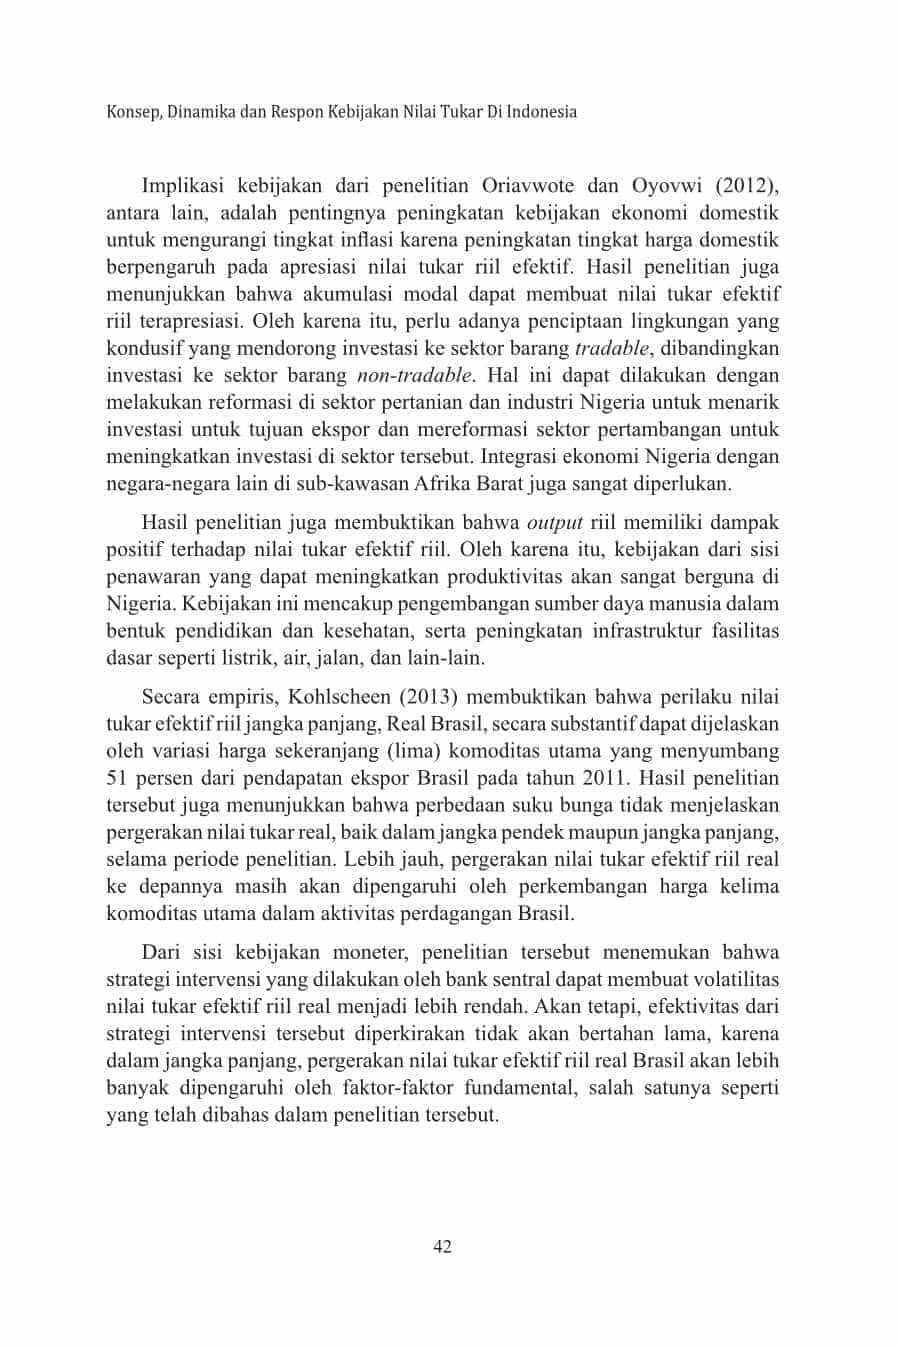 Konsep, Dinamika dan Respon Kebijakan Nilai Tukar Di Indonesia
Implikasi kebijakan dari penelitian Oriavwote dan Oyovwi (2012),
antara lain, adalah pentingnya peningkatan kebijakan ekonomi domestik
untuk mengurangi tingkat inflasi karena peningkatan tingkat harga domestik
berpengaruh pada apresiasi nilai tukar riil efektif. Hasil penelitian juga
menunjukkan bahwa akumulasi modal dapat membuat nilai tukar efektif
riil terapresiasi. Oleh karena itu, perlu adanya penciptaan lingkungan yang
kondusif yang mendorong investasi ke sektor barang tradable, dibandingkan
investasi ke sektor barang non-tradable. Hal ini dapat dilakukan dengan
melakukan reformasi di sektor pertanian dan industri Nigeria untuk menarik
investasi untuk tujuan ekspor dan mereformasi sektor pertambangan untuk
meningkatkan investasi di sektor tersebut. Integrasi ekonomi Nigeria dengan
negara-negara lain di sub-kawasan Afrika Barat juga sangat diperlukan.
Hasil penelitian juga membuktikan bahwa output riil memiliki dampak
positif terhadap nilai tukar efektif riil. Oleh karena itu, kebijakan dari sisi
penawaran yang dapat meningkatkan produktivitas akan sangat berguna di
Nigeria. Kebijakan ini mencakup pengembangan sumber daya manusia dalam
bentuk pendidikan dan kesehatan, serta peningkatan infrastruktur fasilitas
dasar seperti listrik, air, jalan, dan lain-lain.
Secara empiris, Kohlscheen (2013) membuktikan bahwa perilaku nilai
tukar efektif riil jangka panjang, Real Brasil, secara substantif dapat dijelaskan
oleh variasi harga sekeranjang (lima) komoditas utama yang menyumbang
51 persen dari pendapatan ekspor Brasil pada tahun 2011. Hasil penelitian
tersebut juga menunjukkan bahwa perbedaan suku bunga tidak menjelaskan
pergerakan nilai tukar real, baik dalam jangka pendek maupun jangka panjang,
selama periode penelitian. Lebih jauh, pergerakan nilai tukar efektif riil real
ke depannya masih akan dipengaruhi oleh perkembangan harga kelima
komoditas utama dalam aktivitas perdagangan Brasil.
Dari sisi kebijakan moneter, penelitian tersebut menemukan bahwa
strategi intervensi yang dilakukan oleh bank sentral dapat membuat volatilitas
nilai tukar efektif riil real menjadi lebih rendah. Akan tetapi, efektivitas dari
strategi intervensi tersebut diperkirakan tidak akan bertahan lama, karena
dalam jangka panjang, pergerakan nilai tukar efektif riil real Brasil akan lebih
banyak dipengaruhi oleh faktor-faktor fundamental, salah satunya seperti
yang telah dibahas dalam penelitian tersebut.
42